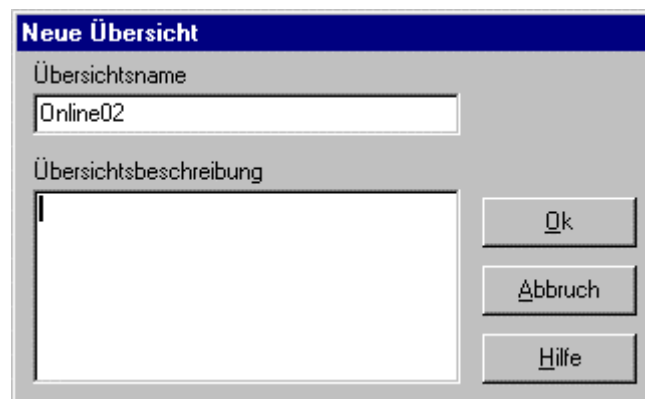 Neue Übersicht
Übersichtsname
Online02
Übersichtsbeschreibung
Ok
Abbruch
Hilfe